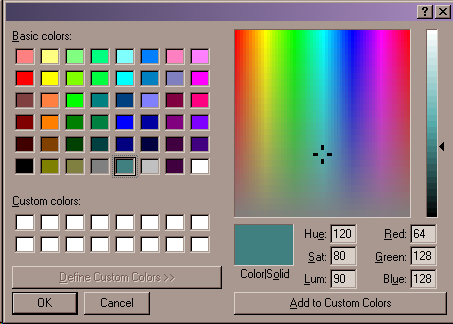 Basic colors:
Custom colors:
Define Custom Colors >>
OK
Cancel
Color|Solid
Hue: 120
Sat: 80
Lum: 90
Red: 64
Green: 128
Blue: 128
Add to Custom Colors